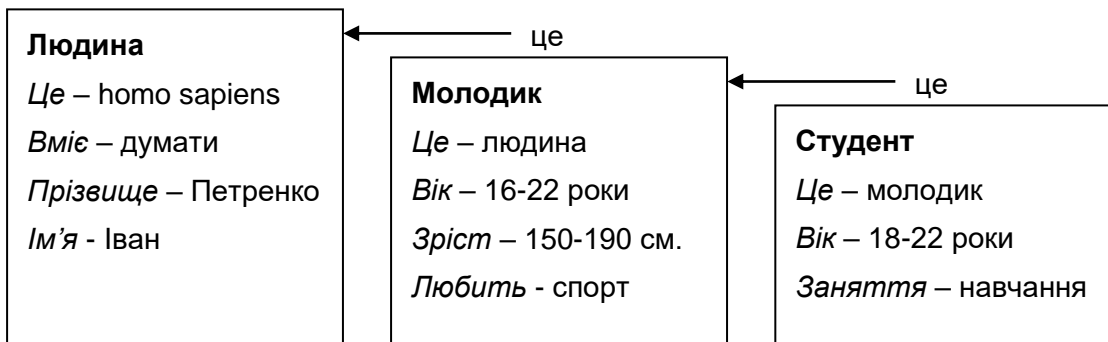 Людина
Це – homo sapiens
Вміє – думати
Прізвище – Петренко
Ім’я - Іван
це
Молодик
Це – людина
Вік – 16-22 роки
Зріст – 150-190 см.
Любить - спорт
це
Студент
Це – молодик
Вік – 18-22 роки
Заняття – навчання